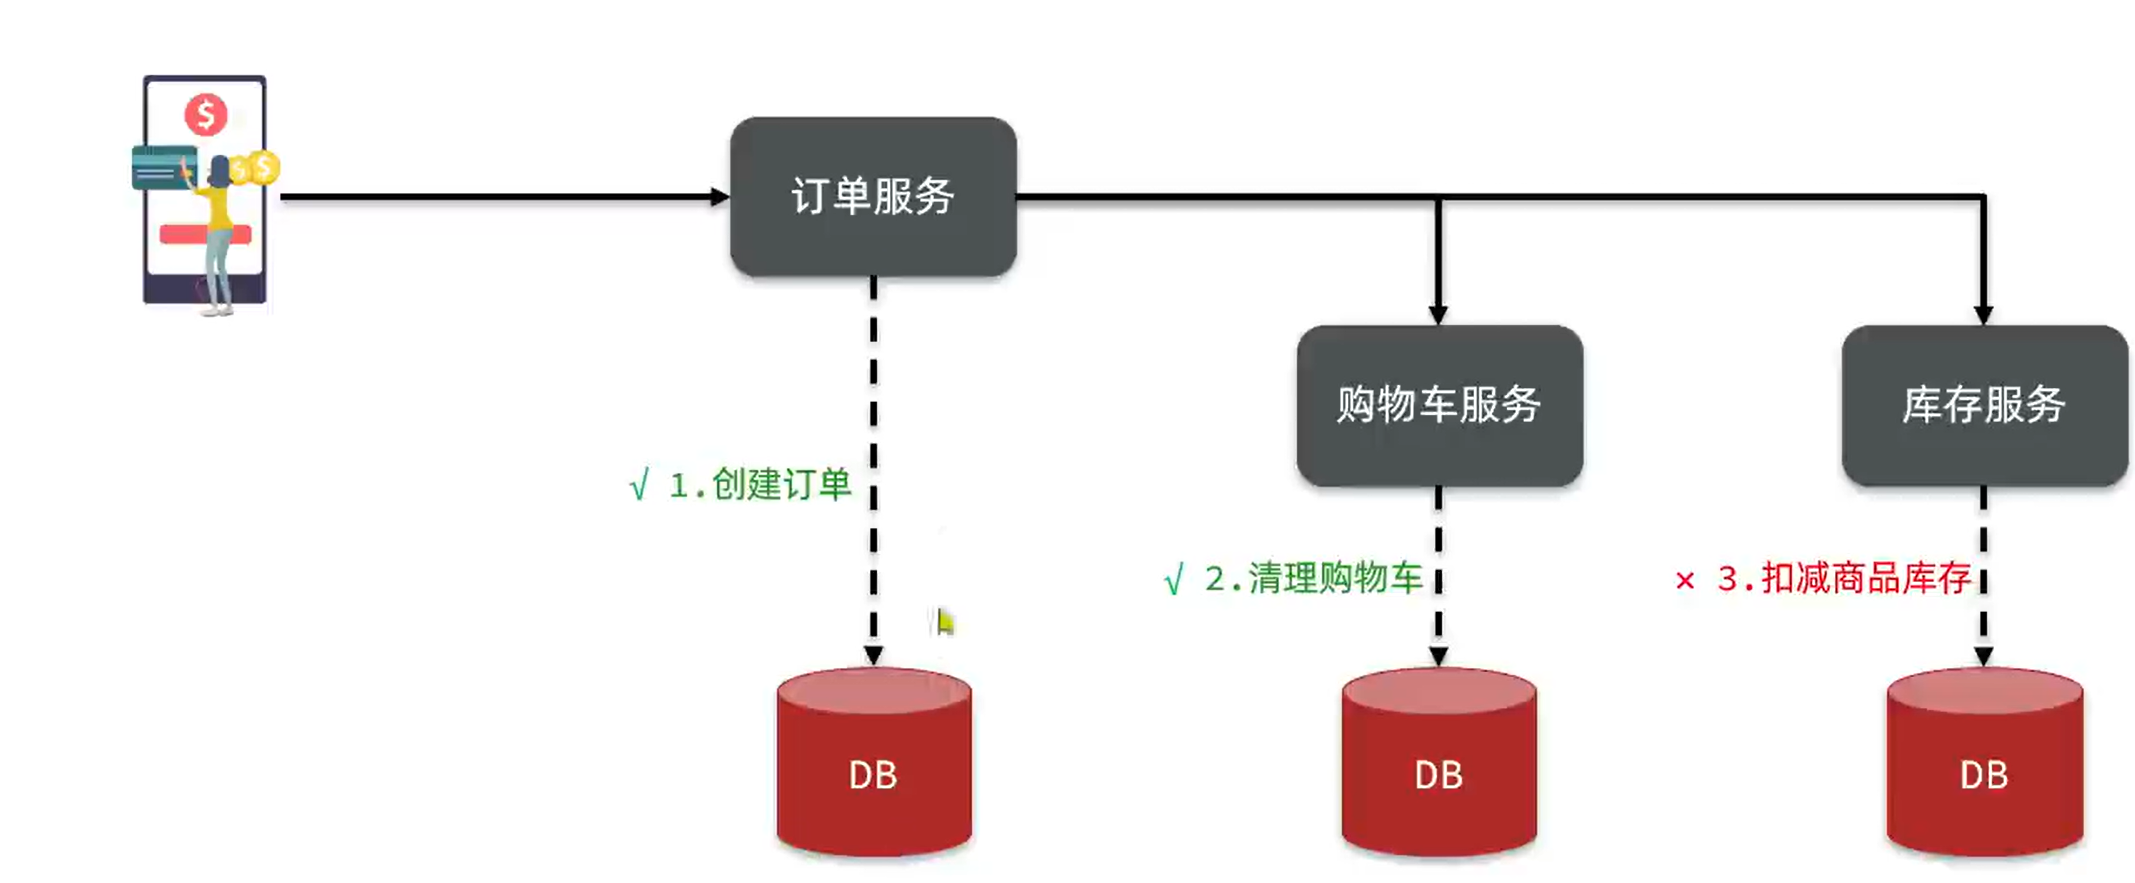 $
$
$
订单服务
购物车服务
库存服务
√ 1.创建订单
√ 2.清理购物车
× 3.扣减商品库存
DB
DB
DB